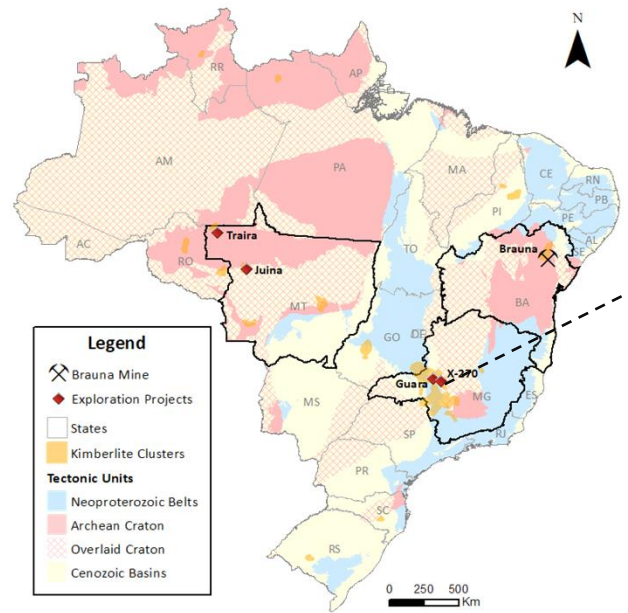 N
RR
AP
AM
PA
MA
CE
RN
PB
PI
PE
AL
SE
AC
Traira
RO
Juina
MT
TO
Brauna
BA
GO
DF
X-270
Guara
MG
ES
MS
SP
RJ
PR
SC
RS
Legend
Brauna Mine
Exploration Projects
States
Kimberlite Clusters
Tectonic Units
Neoproterozoic Belts
Archean Craton
Overlaid Craton
Cenozoic Basins
0 250 500
Km